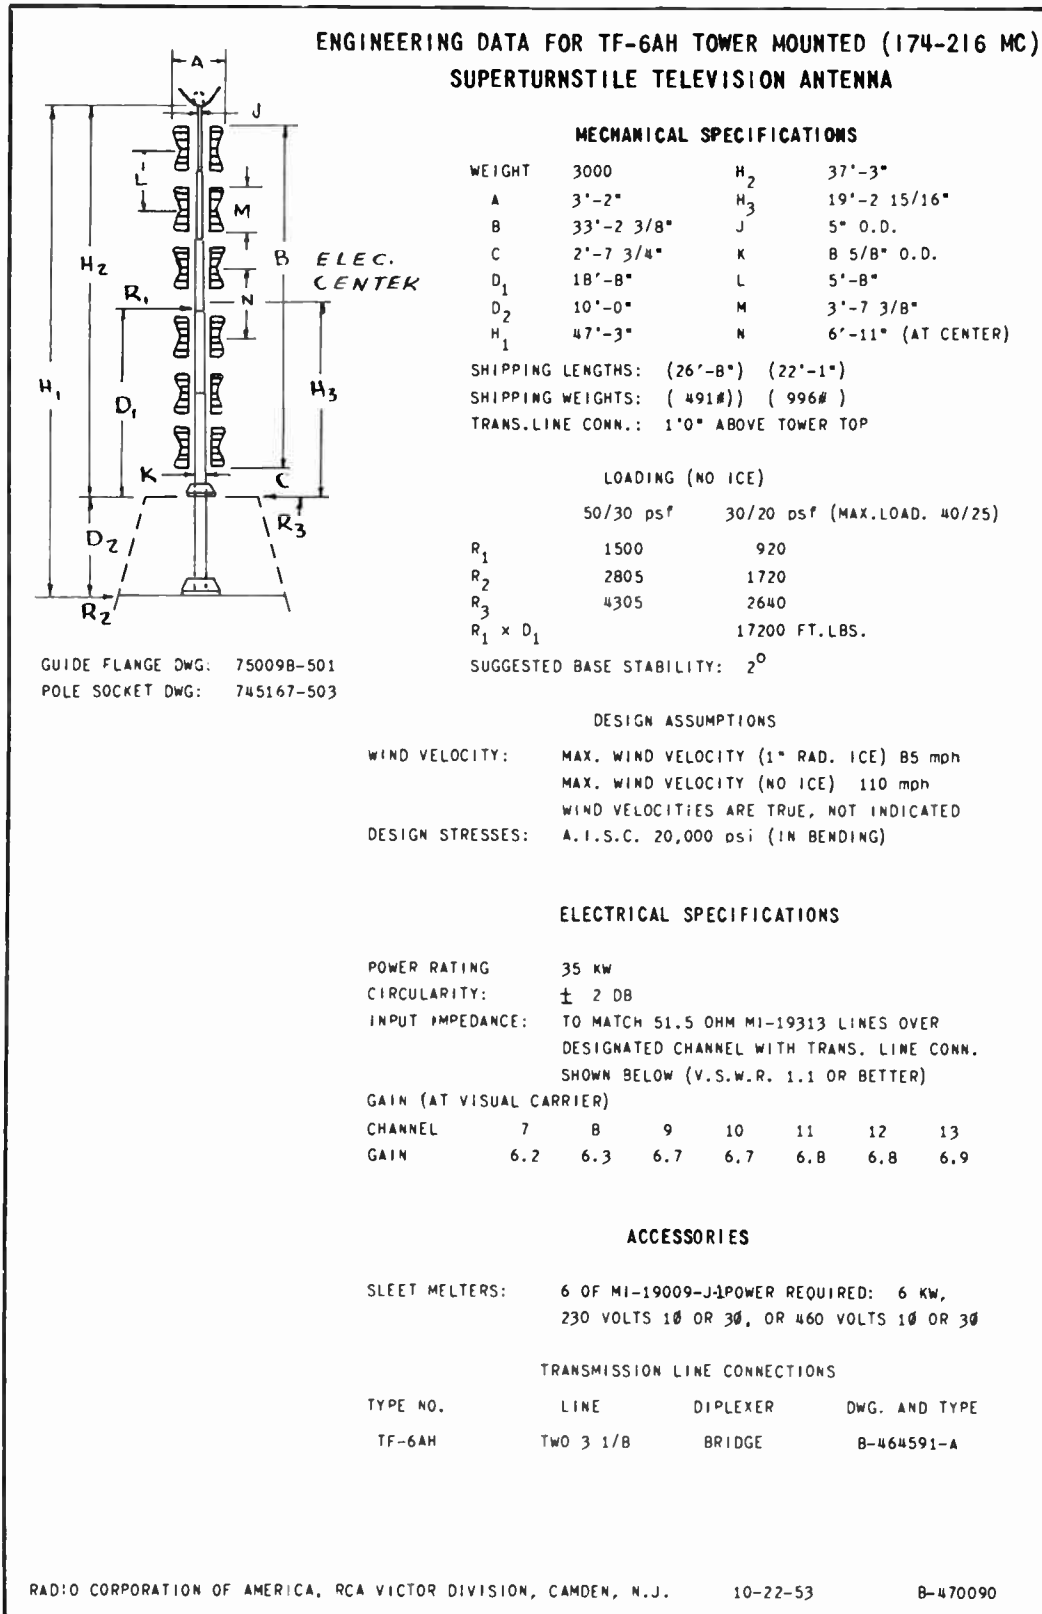 ENGINEERING DATA FOR TF-6AH TOWER MOUNTED (174-216 MC)
SUPERTURNSTILE TELEVISION ANTENNA
A
J
L
M
H2
B
ELEC.
CENTEK
N
R1
H1
D1
H3
K
C
R3
D2
R2
GUIDE FLANGE DWG: 750098-501
POLE SOCKET DWG: 745167-503
MECHANICAL SPECIFICATIONS
WEIGHT 3000 H2 37'-3"
A 3'-2" H3 19'-2 15/16"
B 33'-2 3/8" J 5" O.D.
C 2'-7 3/4" K 8 5/8" O.D.
D1 18'-8" L 5'-8"
D2 10'-0" M 3'-7 3/8"
H1 47'-3" N 6'-11" (AT CENTER)
SHIPPING LENGTHS: (26'-8") (22'-1")
SHIPPING WEIGHTS: ( 491#)) ( 996# )
TRANS.LINE CONN.: 1'0" ABOVE TOWER TOP
LOADING (NO ICE)
50/30 psf 30/20 psf (MAX.LOAD. 40/25)
R1 1500 920
R2 2805 1720
R3 4305 2640
R1 x D1 17200 FT.LBS.
SUGGESTED BASE STABILITY: 2°
DESIGN ASSUMPTIONS
WIND VELOCITY: MAX. WIND VELOCITY (1" RAD. ICE) 85 mph
MAX. WIND VELOCITY (NO ICE) 110 mph
WIND VELOCITIES ARE TRUE, NOT INDICATED
DESIGN STRESSES: A.I.S.C. 20,000 psi (IN BENDING)
ELECTRICAL SPECIFICATIONS
POWER RATING 35 KW
CIRCULARITY: ± 2 DB
INPUT IMPEDANCE: TO MATCH 51.5 OHM MI-19313 LINES OVER
DESIGNATED CHANNEL WITH TRANS. LINE CONN.
SHOWN BELOW (V.S.W.R. 1.1 OR BETTER)
GAIN (AT VISUAL CARRIER)
CHANNEL 7 8 9 10 11 12 13
GAIN 6.2 6.3 6.7 6.7 6.8 6.8 6.9
ACCESSORIES
SLEET MELTERS: 6 OF MI-19009-J-1POWER REQUIRED: 6 KW,
230 VOLTS 1Ø OR 3Ø, OR 460 VOLTS 1Ø OR 3Ø
TRANSMISSION LINE CONNECTIONS
TYPE NO. LINE DIPLEXER DWG. AND TYPE
TF-6AH TWO 3 1/8 BRIDGE B-464591-A
RADIO CORPORATION OF AMERICA, RCA VICTOR DIVISION, CAMDEN, N.J. 10-22-53 B-470090